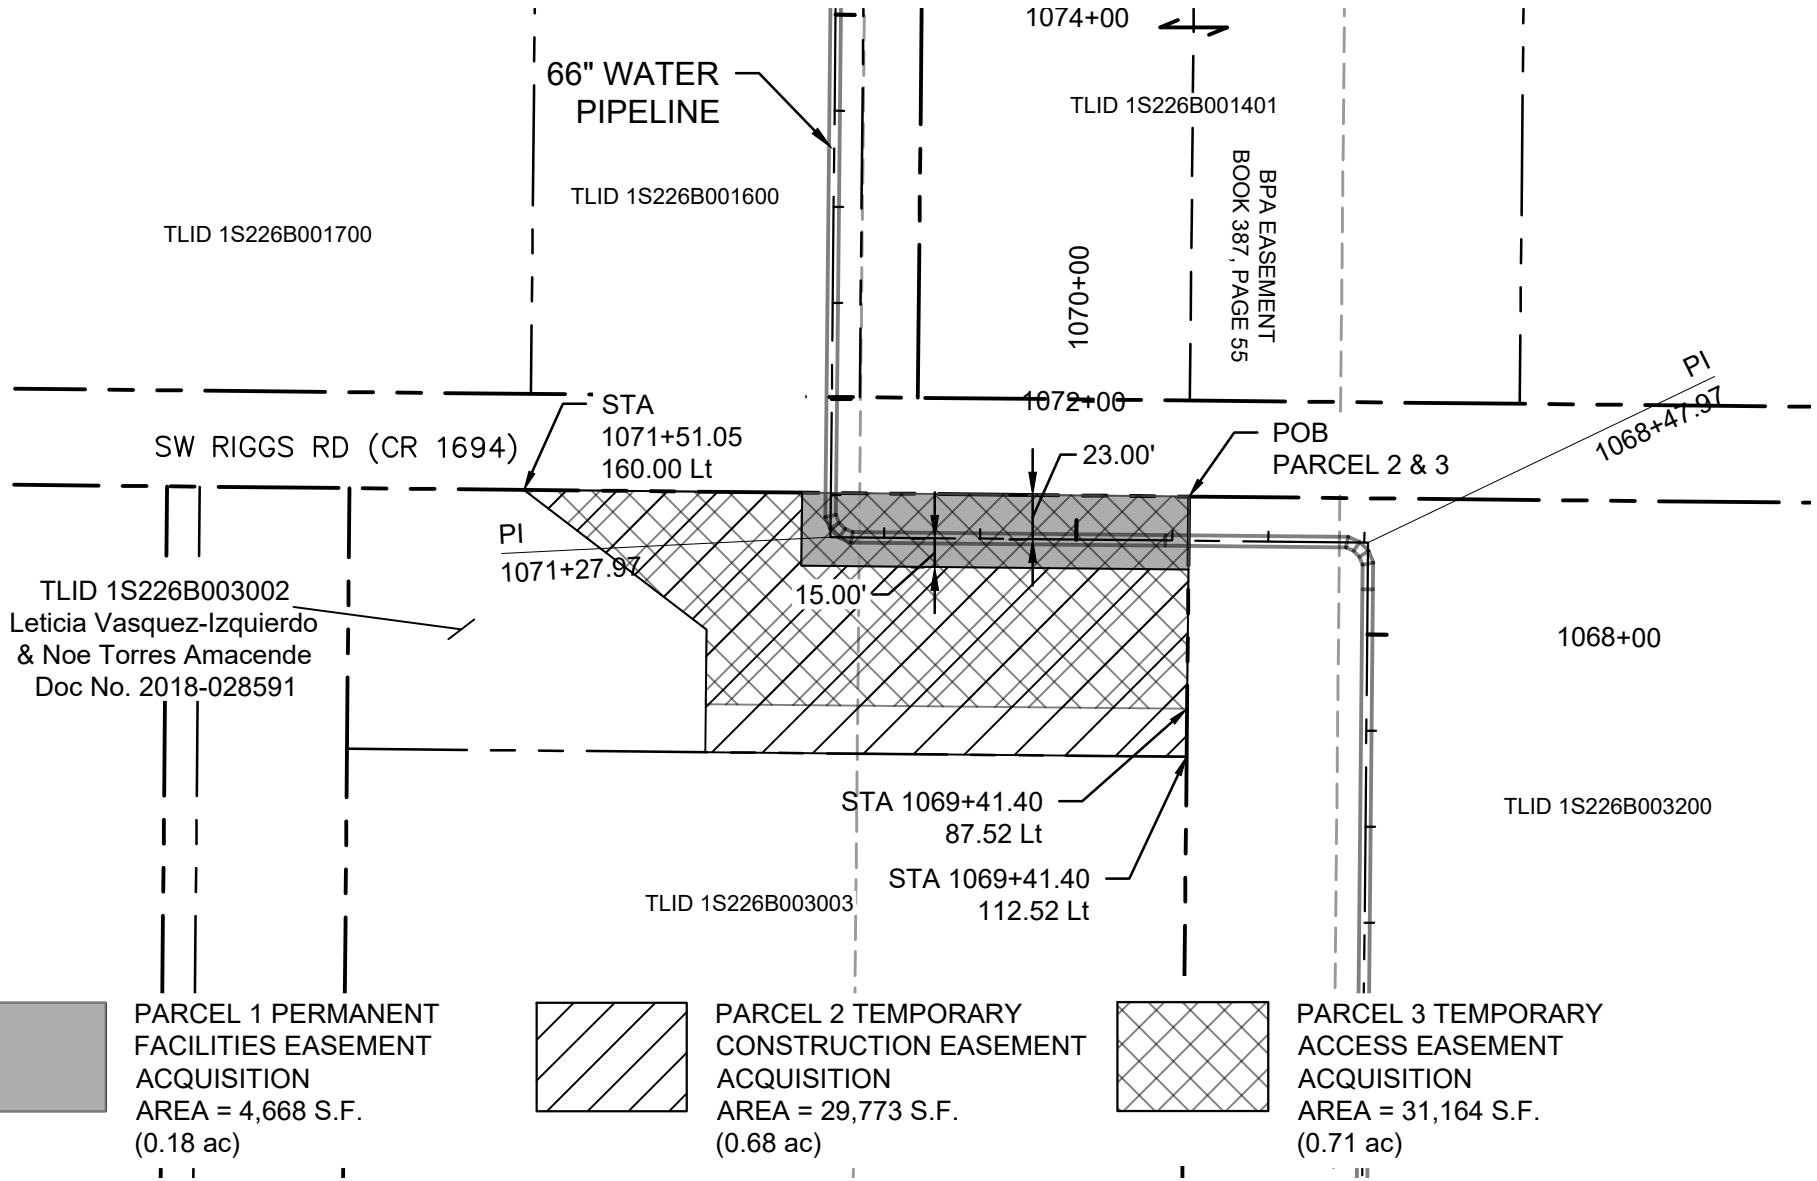 1074+00
66" WATER
PIPELINE
TLID 1S226B001401
TLID 1S226B001600
TLID 1S226B001700
BPA EASEMENT
BOOK 387, PAGE 55
1070+00
PI
1068+47.97
1072+00
STA
1071+51.05
160.00 Lt
SW RIGGS RD (CR 1694)
23.00'
POB
PARCEL 2 & 3
PI
1071+27.97
15.00'
TLID 1S226B003002
Leticia Vasquez-Izquierdo
& Noe Torres Amacende
Doc No. 2018-028591
1068+00
STA 1069+41.40
87.52 Lt
TLID 1S226B003200
STA 1069+41.40
112.52 Lt
TLID 1S226B003003
PARCEL 1 PERMANENT
FACILITIES EASEMENT
ACQUISITION
AREA = 4,668 S.F.
(0.18 ac)
PARCEL 2 TEMPORARY
CONSTRUCTION EASEMENT
ACQUISITION
AREA = 29,773 S.F.
(0.68 ac)
PARCEL 3 TEMPORARY
ACCESS EASEMENT
ACQUISITION
AREA = 31,164 S.F.
(0.71 ac)